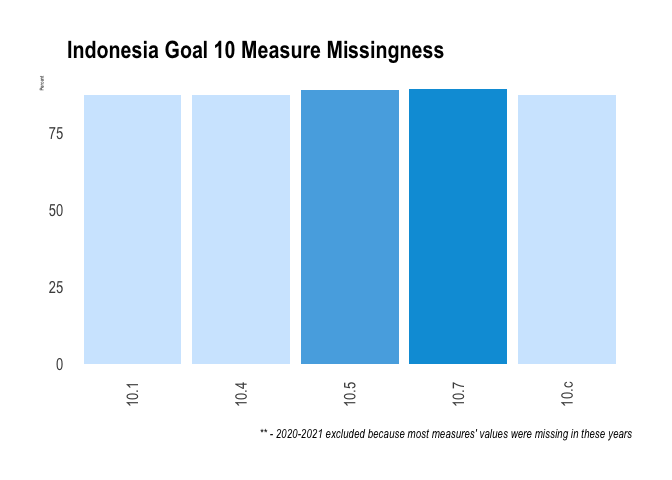 Indonesia Goal 10 Measure Missingness
Percent
75
50
25
0
10.1
10.4
10.5
10.7
10.c
** - 2020-2021 excluded because most measures' values were missing in these years